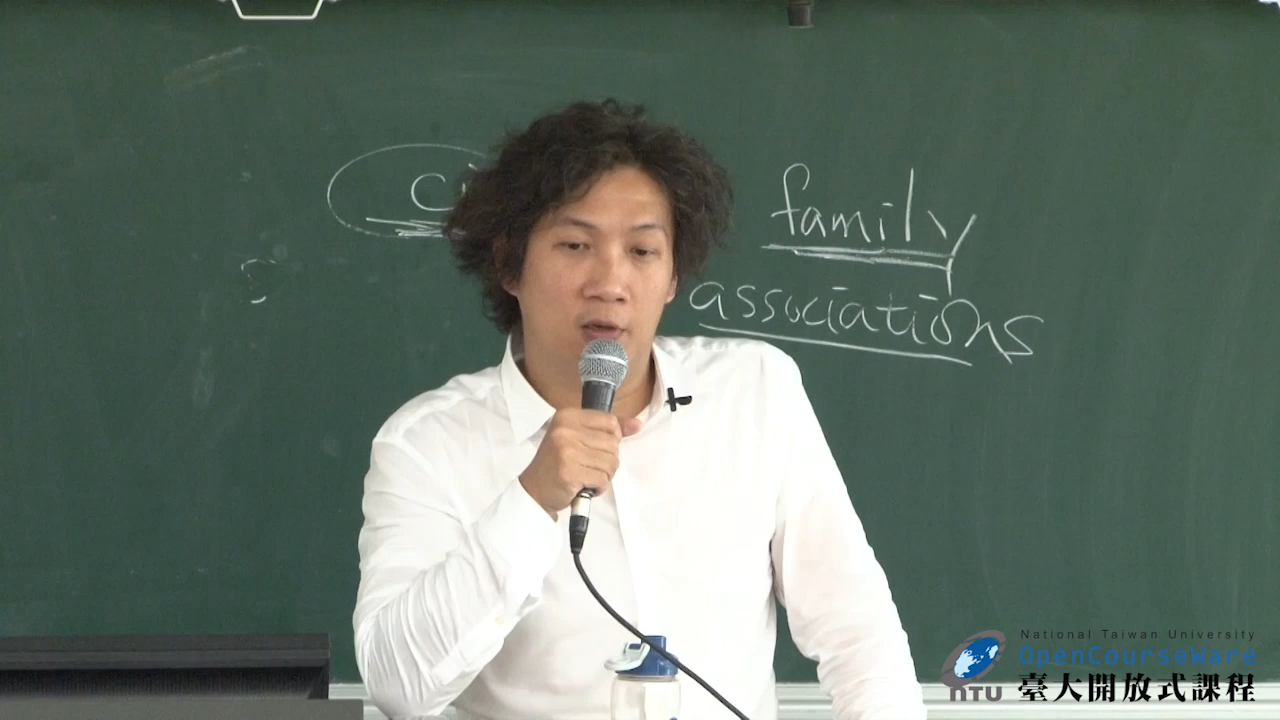 family
associations
National Taiwan University
OpenCourseWare
NTU 臺大開放式課程